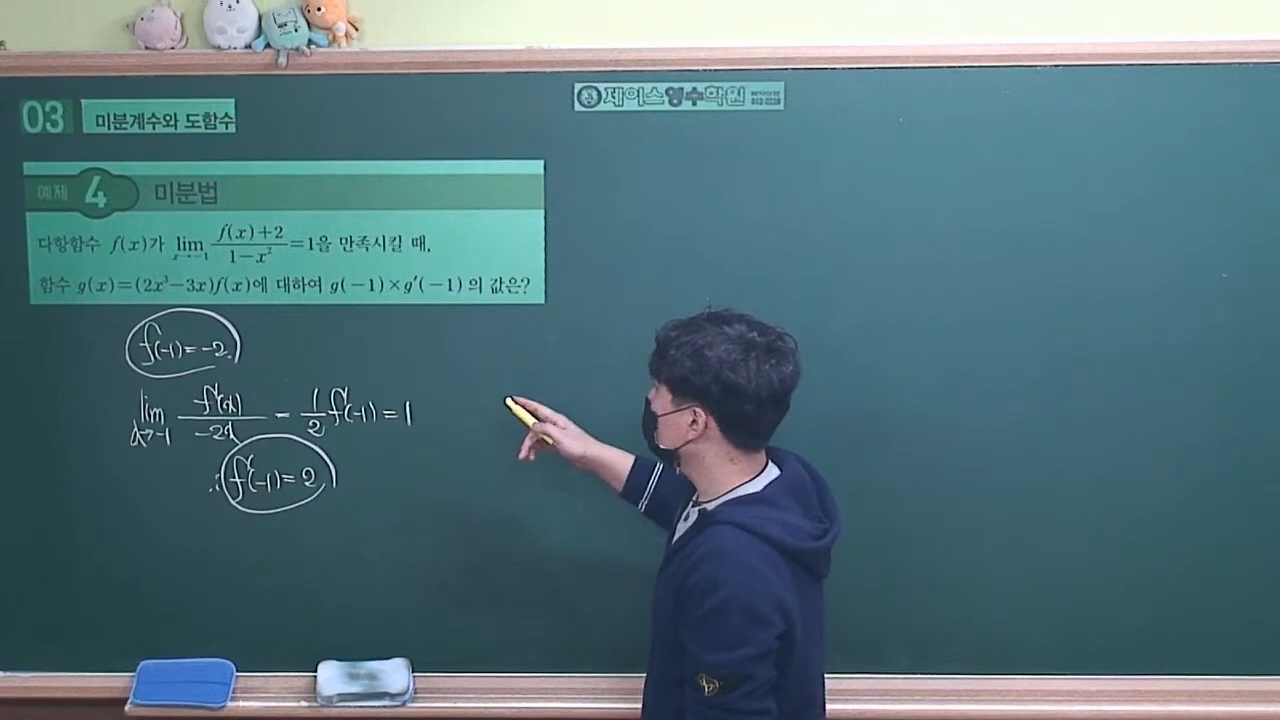 03 미분계수와 도함수
제이스영수학원
예제 4 미분법
다항함수 f(x)가 lim x→-1 (f(x)+2)/(1-x²)=1을 만족시킬 때,
함수 g(x)=(2x³-3x)f(x)에 대하여 g(-1)×g′(-1)의 값은?
f(-1)=-2.
lim x→-1 f′(x)/(-2x) = 1/2 f′(-1)=1
∴ f′(-1)=2